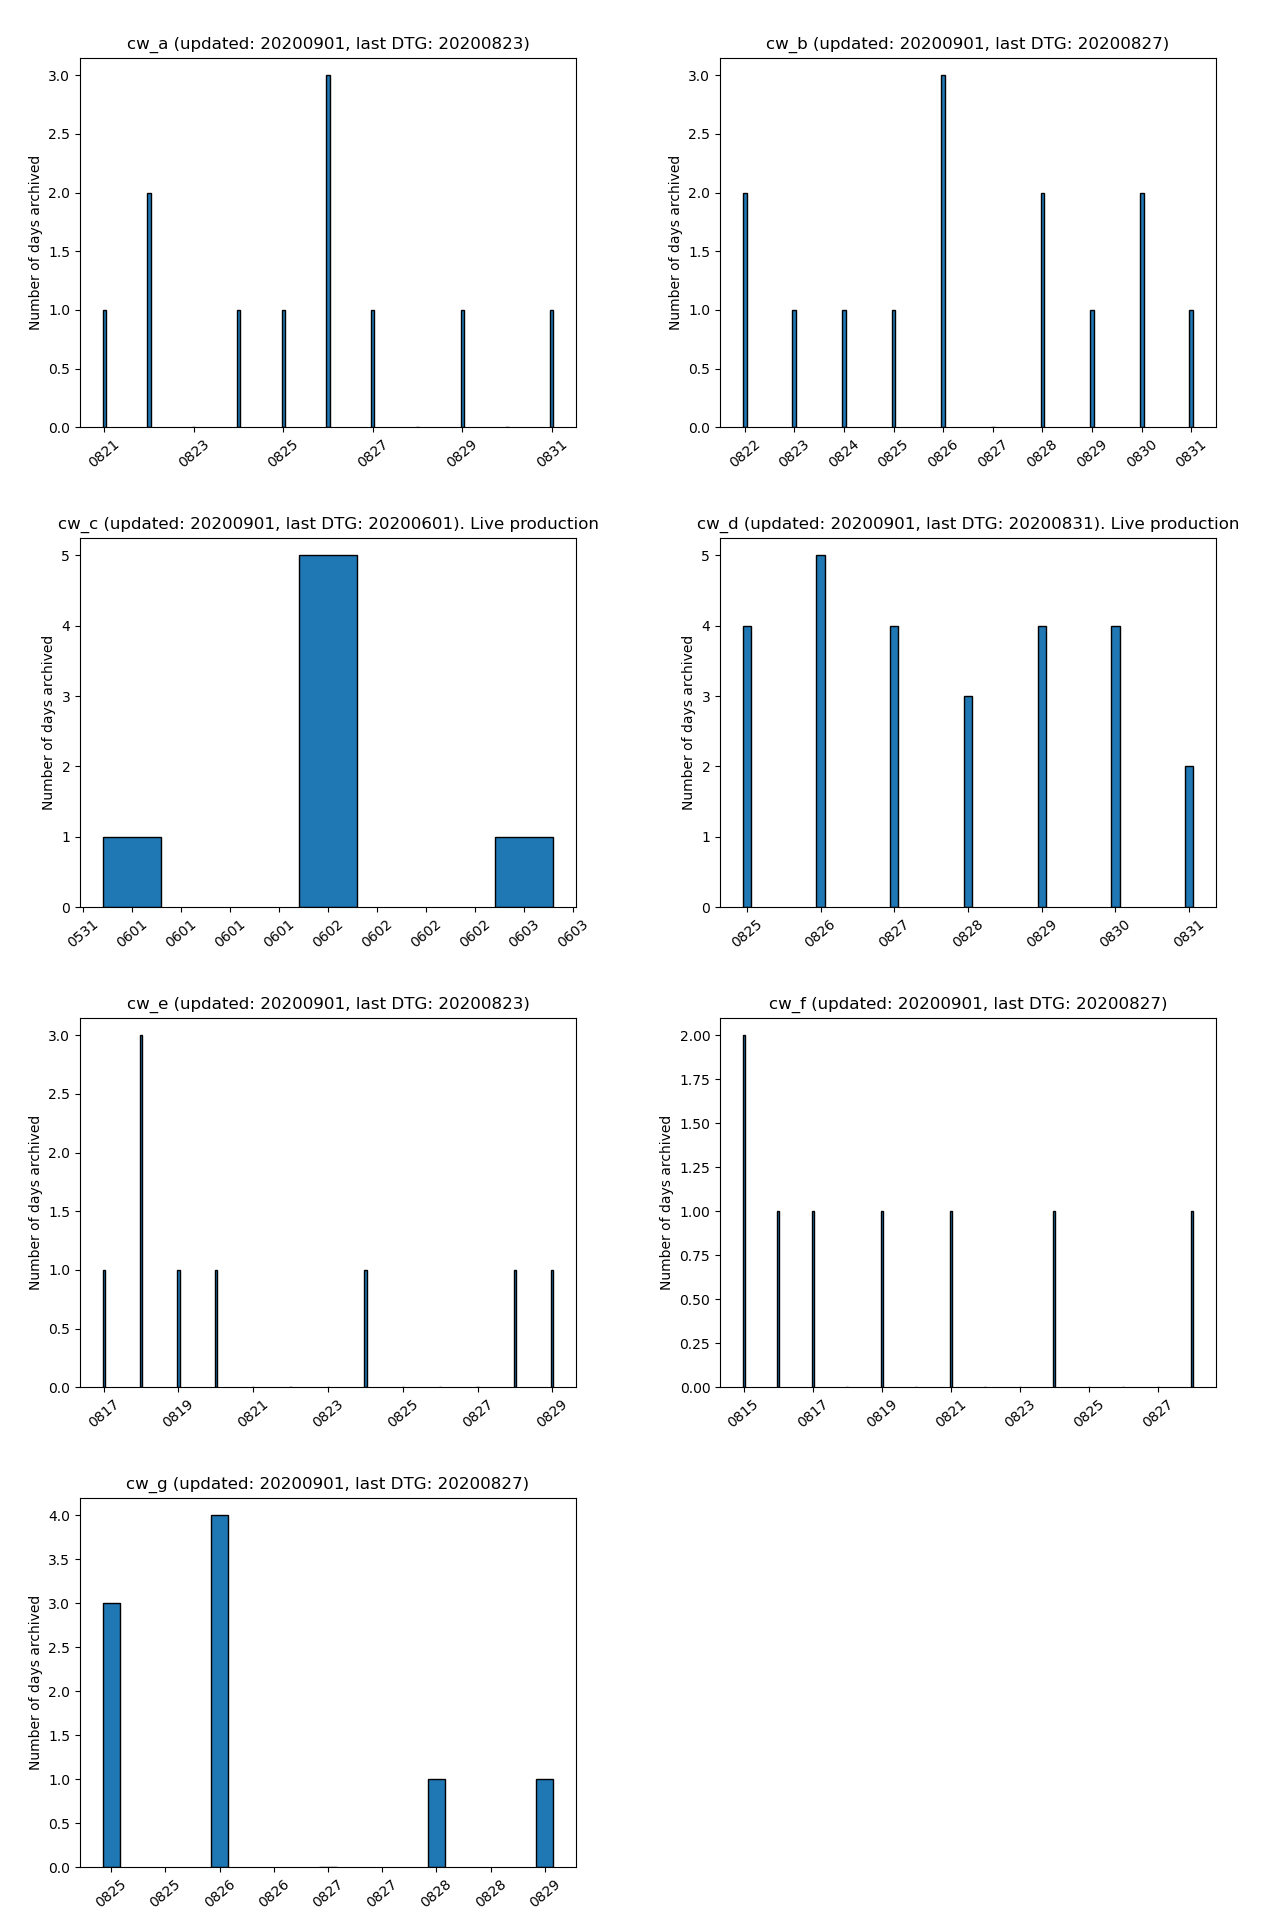 cw_a (updated: 20200901, last DTG: 20200823)
Number of days archived
3.0
2.5
2.0
1.5
1.0
0.5
0.0
0821 0823 0825 0827 0829 0831
cw_b (updated: 20200901, last DTG: 20200827)
Number of days archived
3.0
2.5
2.0
1.5
1.0
0.5
0.0
0822 0823 0824 0825 0826 0827 0828 0829 0830 0831
cw_c (updated: 20200901, last DTG: 20200601). Live production
Number of days archived
5
4
3
2
1
0
0531 0601 0601 0601 0601 0602 0602 0602 0602 0603 0603
cw_d (updated: 20200901, last DTG: 20200831). Live production
Number of days archived
5
4
3
2
1
0
0825 0826 0827 0828 0829 0830 0831
cw_e (updated: 20200901, last DTG: 20200823)
Number of days archived
3.0
2.5
2.0
1.5
1.0
0.5
0.0
0817 0819 0821 0823 0825 0827 0829
cw_f (updated: 20200901, last DTG: 20200827)
Number of days archived
2.00
1.75
1.50
1.25
1.00
0.75
0.50
0.25
0.00
0815 0817 0819 0821 0823 0825 0827
cw_g (updated: 20200901, last DTG: 20200827)
Number of days archived
4.0
3.5
3.0
2.5
2.0
1.5
1.0
0.5
0.0
0825 0825 0826 0826 0827 0827 0828 0828 0829